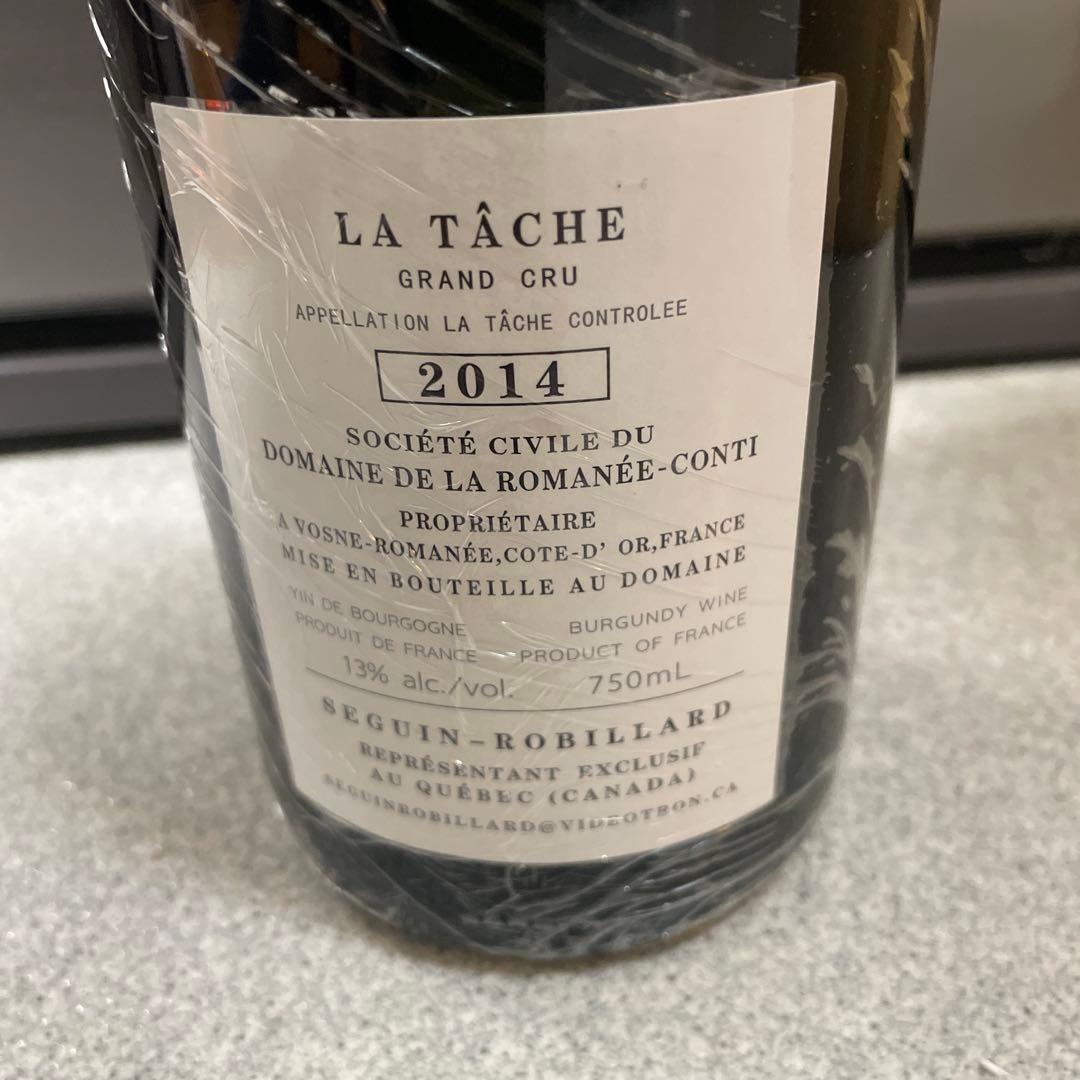 LA TÂCHE
GRAND CRU
APPELLATION LA TÂCHE CONTROLEE
2014
SOCIÉTÉ CIVILE DU
DOMAINE DE LA ROMANÉE-CONTI
PROPRIÉTAIRE
A VOSNE-ROMANÉE,COTE-D' OR,FRANCE
MISE EN BOUTEILLE AU DOMAINE
VIN DE BOURGOGNE BURGUNDY WINE
PRODUIT DE FRANCE PRODUCT OF FRANCE
13% alc./vol. 750mL
SEGUIN-ROBILLARD
REPRÉSENTANT EXCLUSIF
AU QUÉBEC (CANADA)
SEGUINROBILLARD@VIDEOTRON.CA